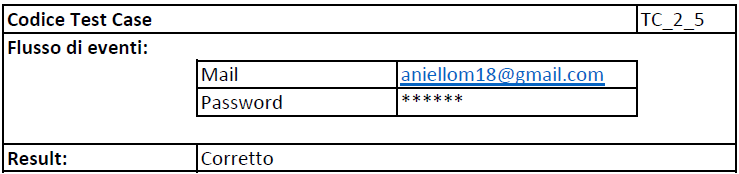 Codice Test Case TC_2_5
Flusso di eventi:
Mail aniellom18@gmail.com
Password ******
Result: Corretto